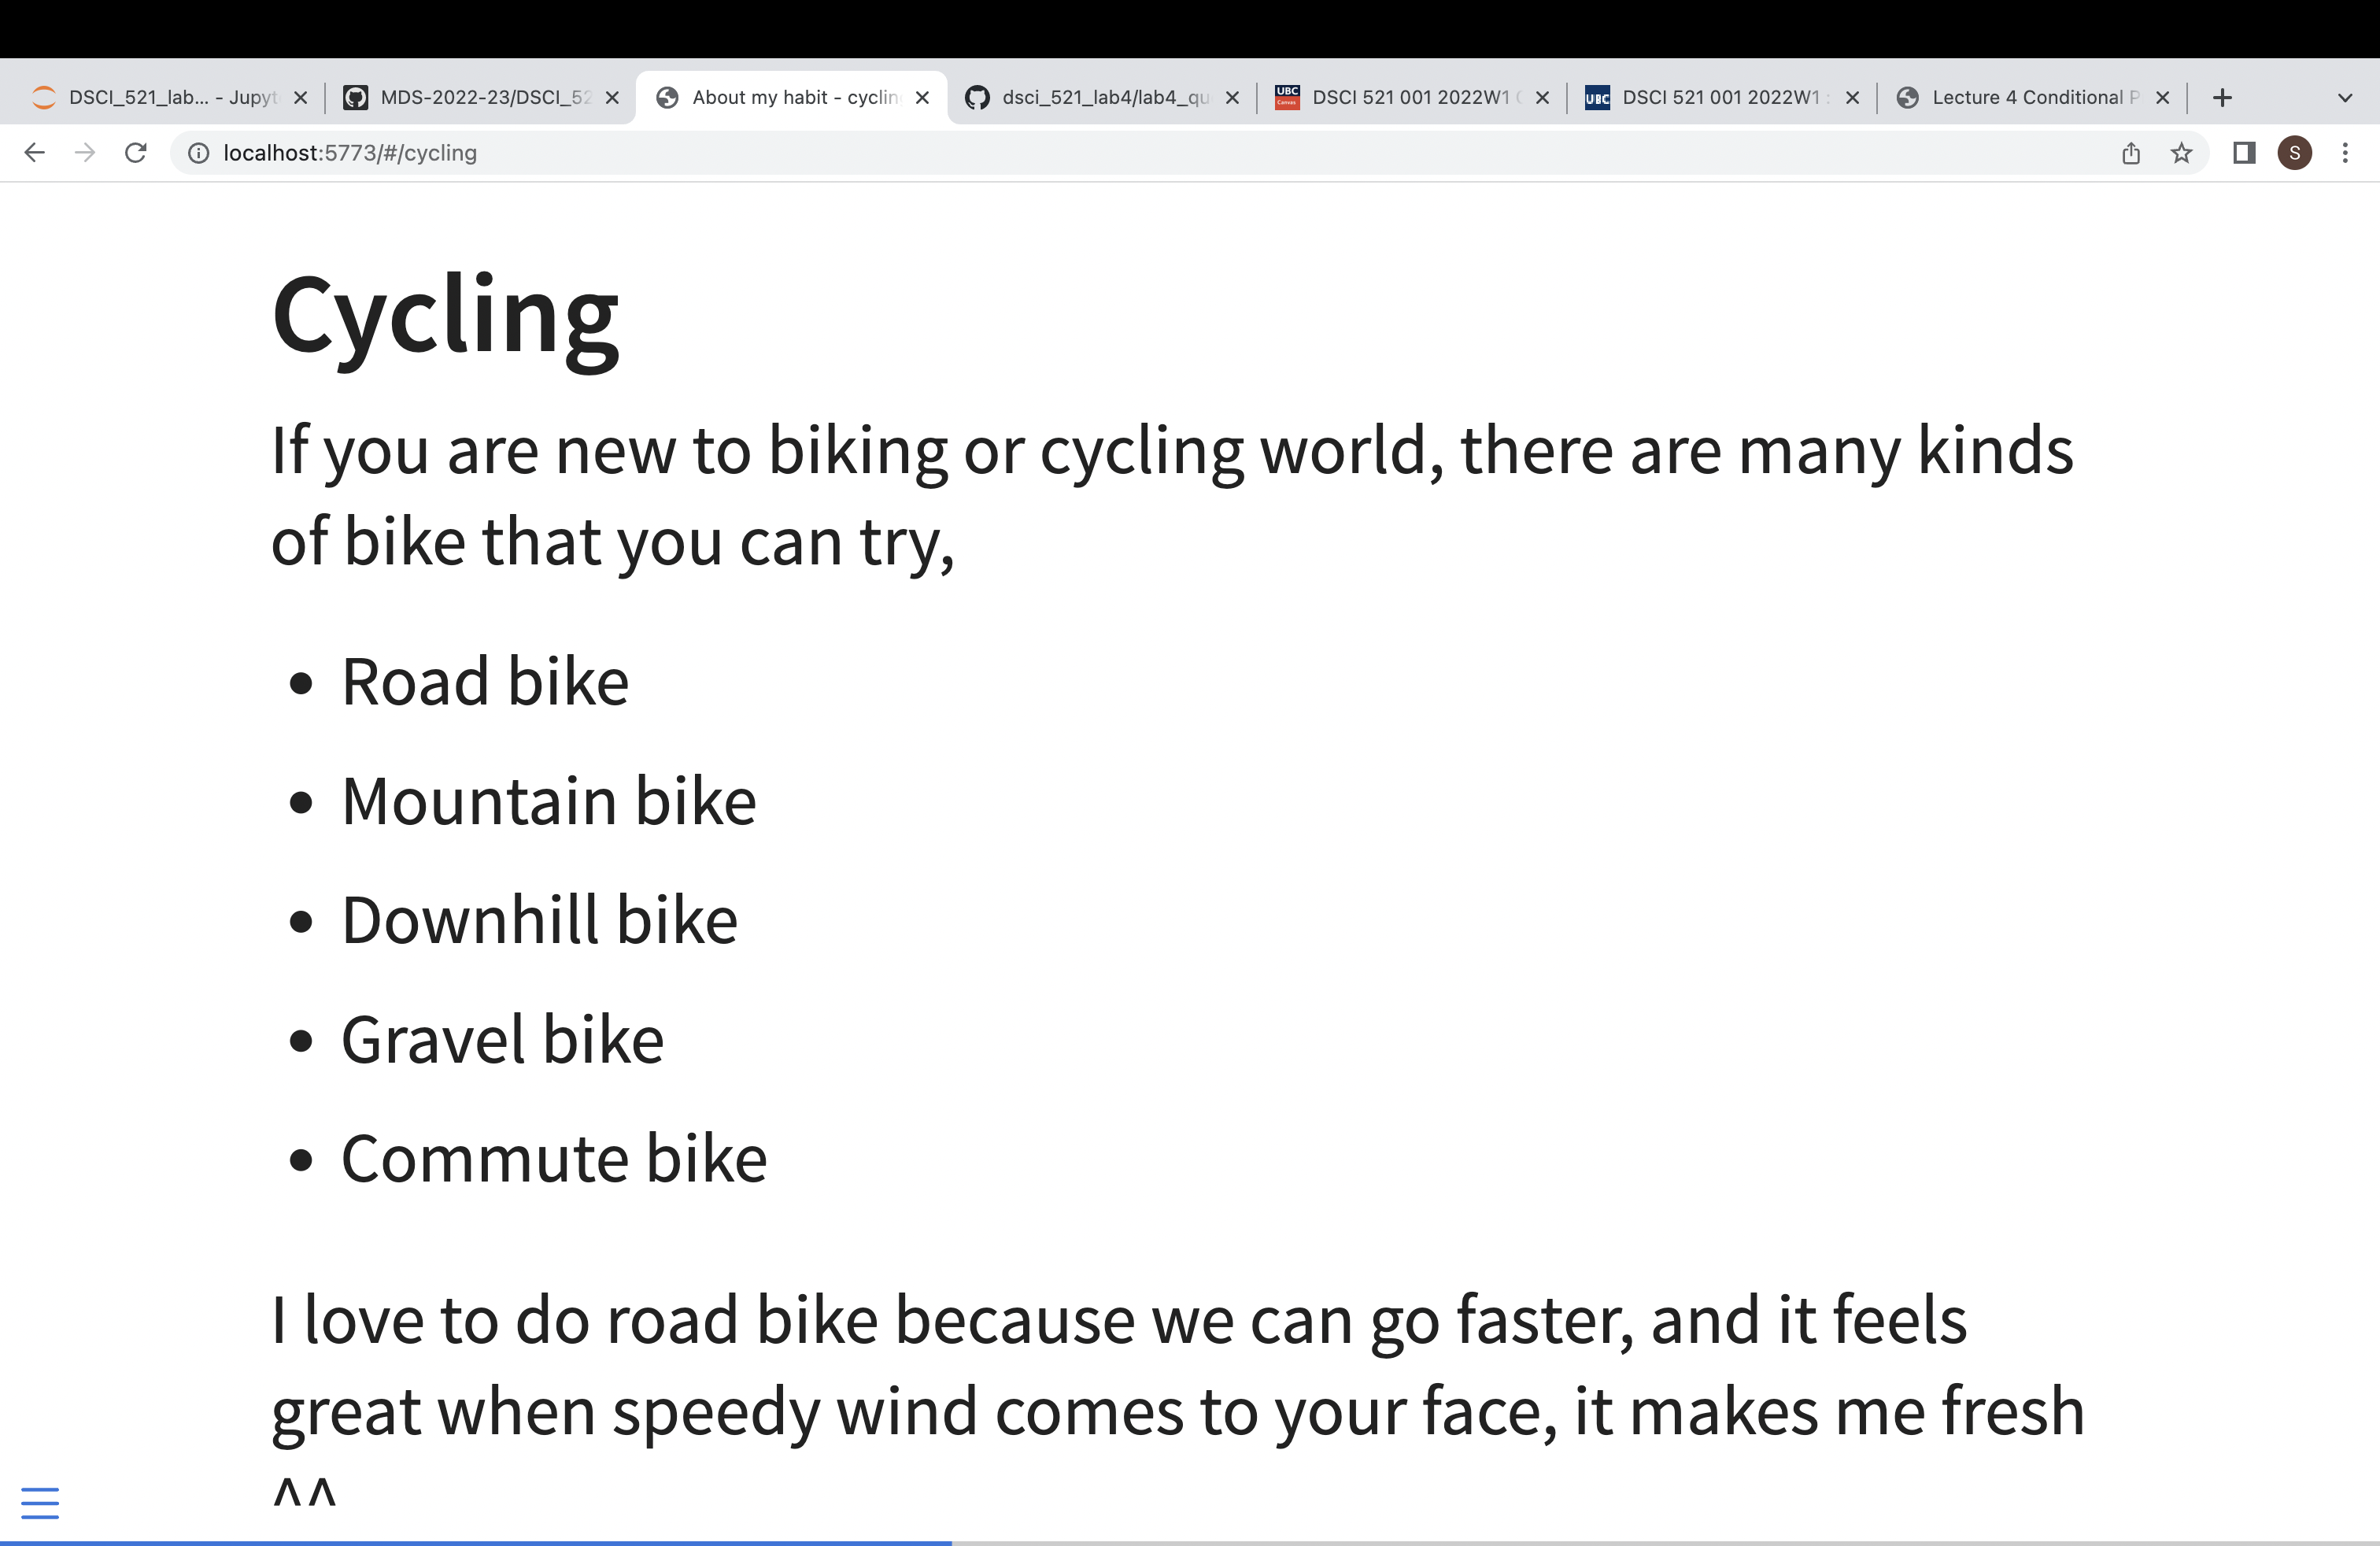 DSCI_521_lab... - Jupyt
MDS-2022-23/DSCI_52
About my habit - cyclin
dsci_521_lab4/lab4_qu
UBC
Canvas
DSCI 521 001 2022W1
UBC
DSCI 521 001 2022W1
Lecture 4 Conditional P
localhost:5773/#/cycling
S
Cycling
If you are new to biking or cycling world, there are many kinds
of bike that you can try,
• Road bike
• Mountain bike
• Downhill bike
• Gravel bike
• Commute bike
I love to do road bike because we can go faster, and it feels
great when speedy wind comes to your face, it makes me fresh
^^